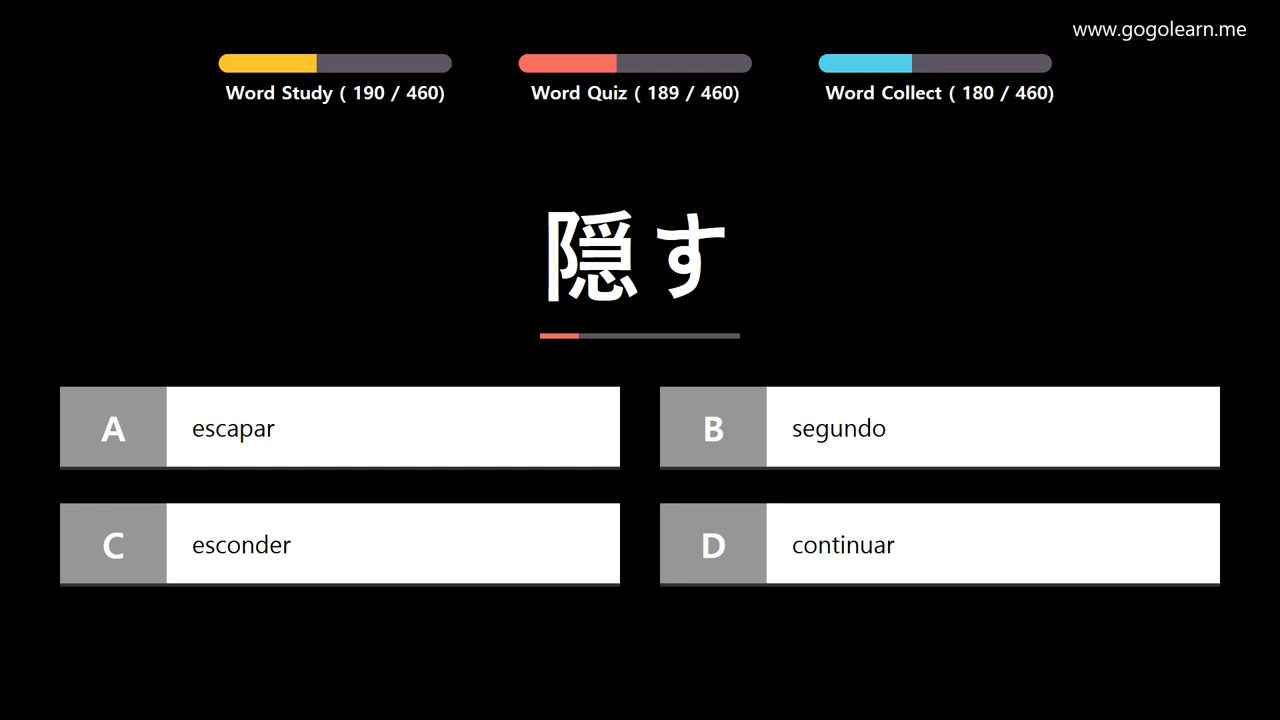 www.gogolearn.me
Word Study ( 190 / 460)
Word Quiz ( 189 / 460)
Word Collect ( 180 / 460)
隠す
A
escapar
B
segundo
C
esconder
D
continuar